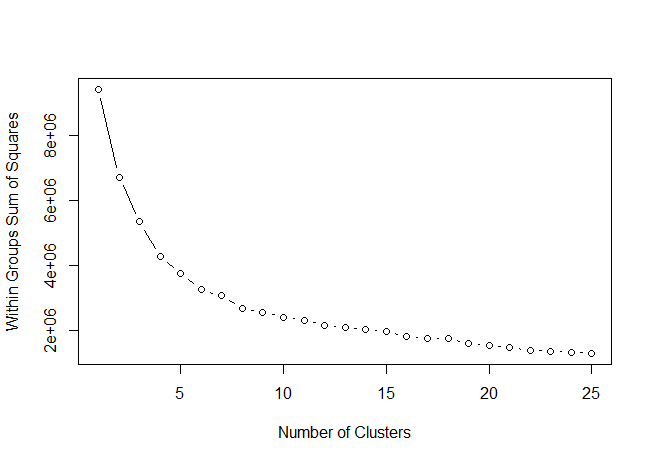 Within Groups Sum of Squares
8e+06
6e+06
4e+06
2e+06
5
10
15
20
25
Number of Clusters